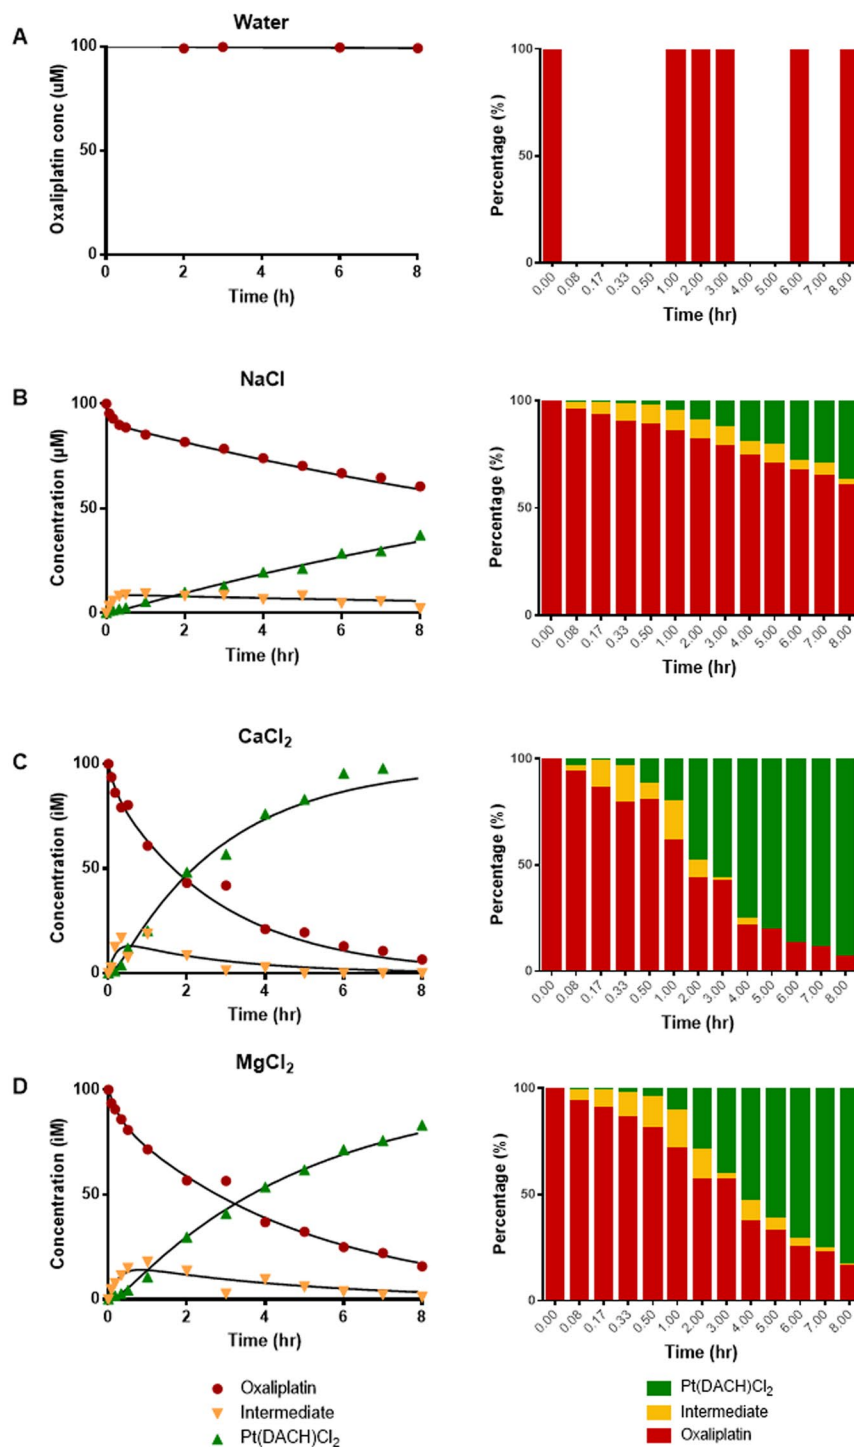 A
Water
Oxaliplatin conc (uM)
100
50
0
0 2 4 6 8
Time (h)
Percentage (%)
100
50
0
0.00 0.08 0.17 0.33 0.50 1.00 2.00 3.00 4.00 5.00 6.00 7.00 8.00
Time (hr)
B
NaCl
Concentration (µM)
100
50
0
0 2 4 6 8
Time (hr)
Percentage (%)
100
50
0
0.00 0.08 0.17 0.33 0.50 1.00 2.00 3.00 4.00 5.00 6.00 7.00 8.00
Time (hr)
C
CaCl2
Concentration (iM)
100
50
0
0 2 4 6 8
Time (hr)
Percentage (%)
100
50
0
0.00 0.08 0.17 0.33 0.50 1.00 2.00 3.00 4.00 5.00 6.00 7.00 8.00
Time (hr)
D
MgCl2
Concentration (iM)
100
50
0
0 2 4 6 8
Time (hr)
Percentage (%)
100
50
0
0.00 0.08 0.17 0.33 0.50 1.00 2.00 3.00 4.00 5.00 6.00 7.00 8.00
Time (hr)
Oxaliplatin
Intermediate
Pt(DACH)Cl2
Pt(DACH)Cl2
Intermediate
Oxaliplatin